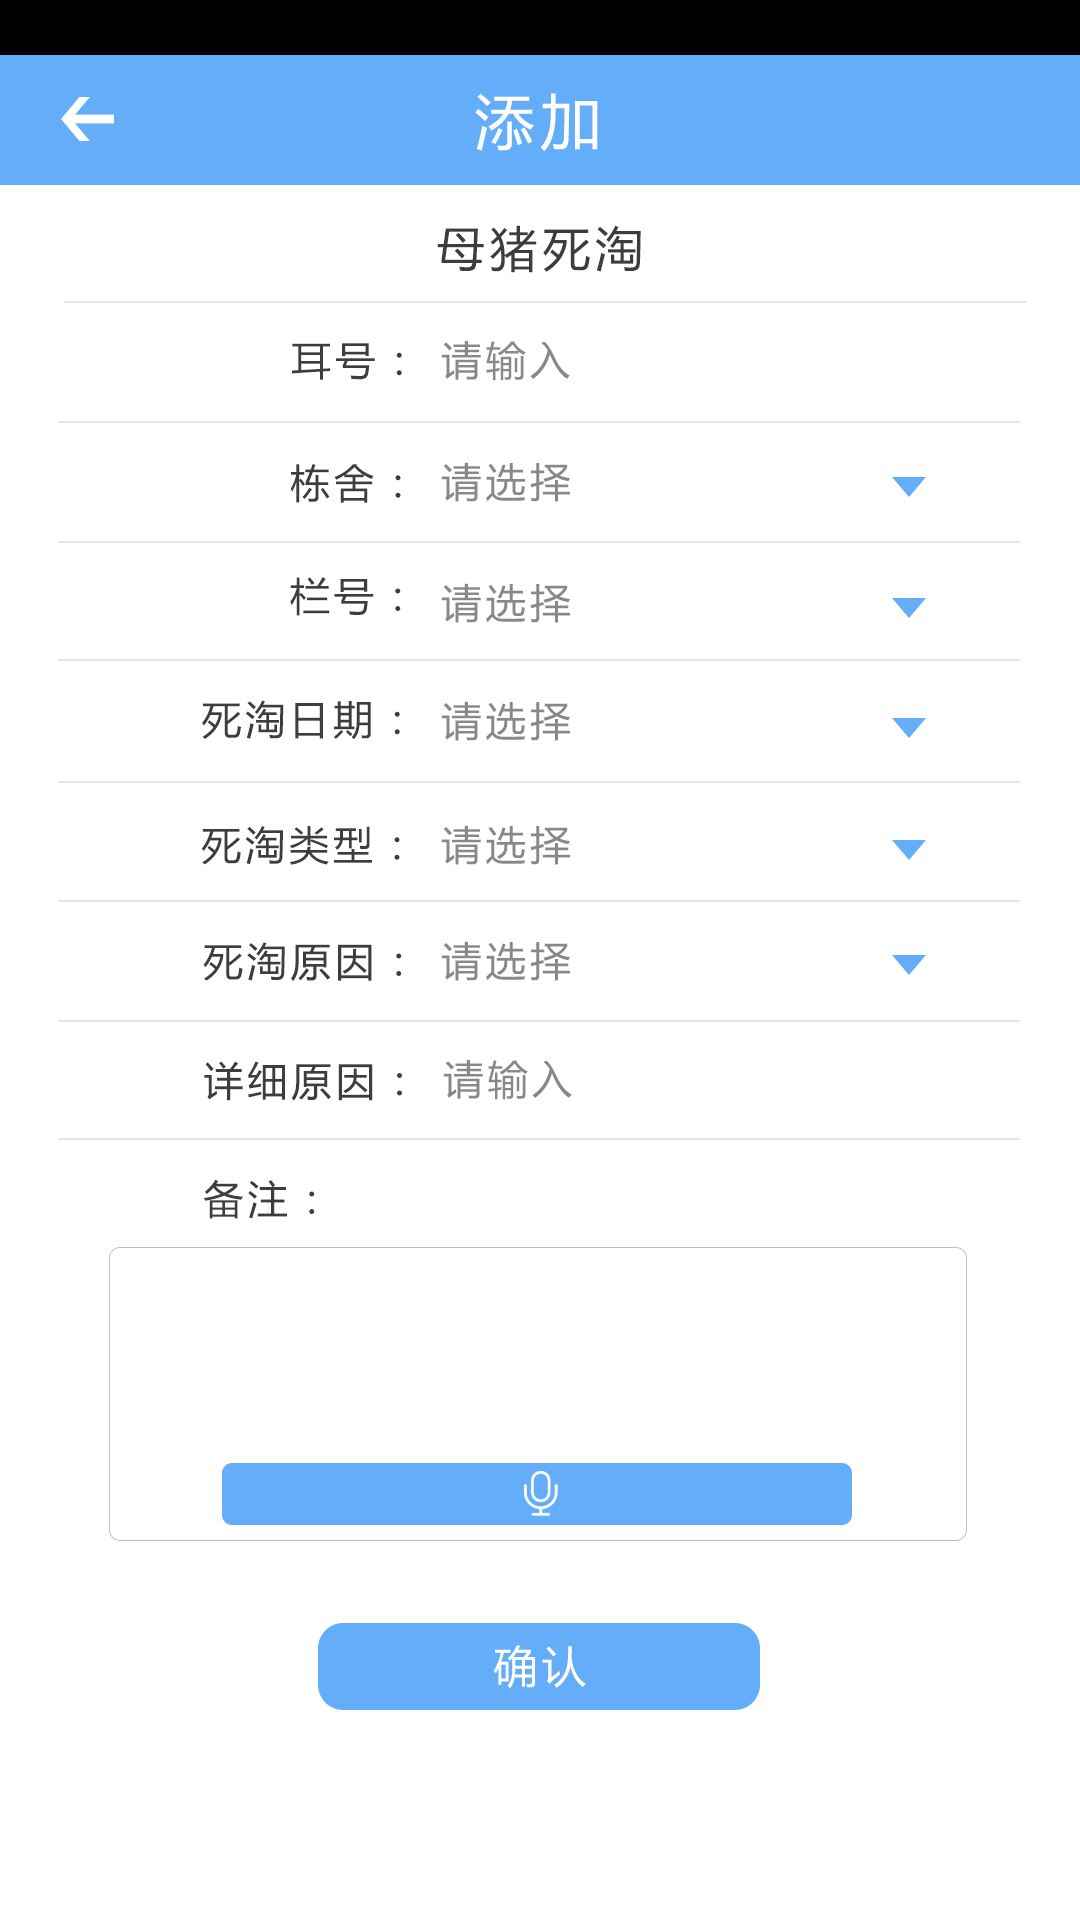 添加
母猪死淘
耳号： 请输入
栋舍： 请选择
栏号： 请选择
死淘日期： 请选择
死淘类型： 请选择
死淘原因： 请选择
详细原因： 请输入
备注：
确认